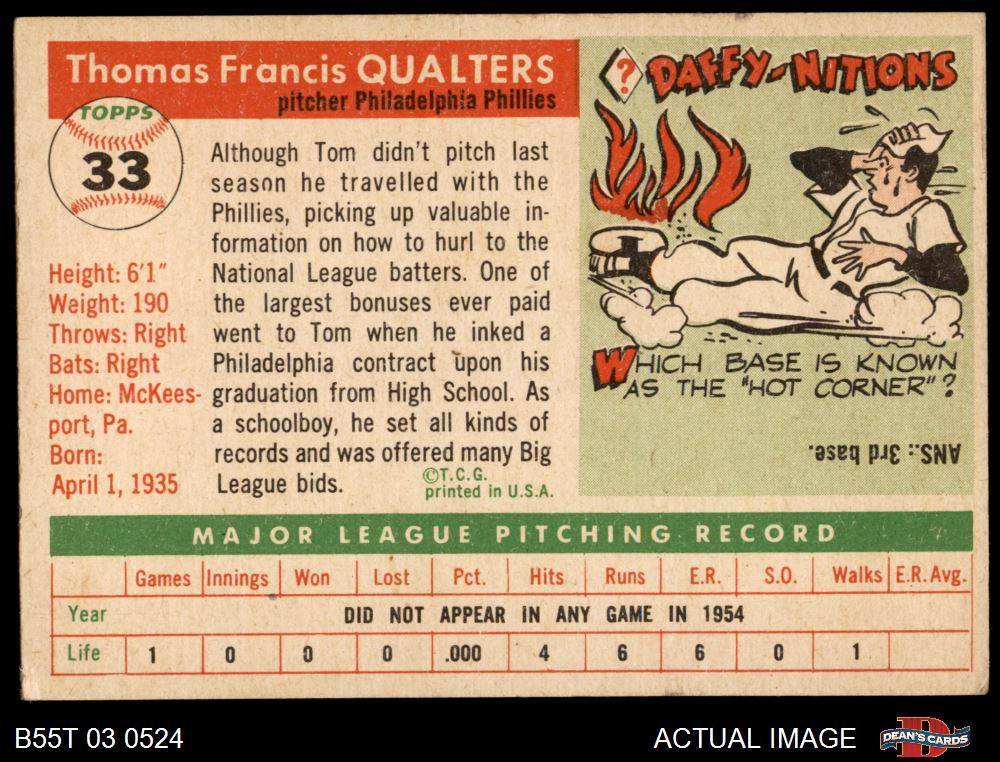 Thomas Francis QUALTERS
pitcher Philadelphia Phillies
TOPPS
33
Height: 6'1"
Weight: 190
Throws: Right
Bats: Right
Home: McKees-
port, Pa.
Born:
April 1, 1935
Although Tom didn't pitch last
season he travelled with the
Phillies, picking up valuable in-
formation on how to hurl to the
National League batters. One of
the largest bonuses ever paid
went to Tom when he inked a
Philadelphia contract upon his
graduation from High School. As
a schoolboy, he set all kinds of
records and was offered many Big
League bids.
©T.C.G.
printed in U.S.A.
? DAFFY-NITIONS
WHICH BASE IS KNOWN
AS THE "HOT CORNER"?
ANS.: 3rd base.
MAJOR LEAGUE PITCHING RECORD
Games Innings Won Lost Pct. Hits Runs E.R. S.O. Walks E.R.Avg.
Year DID NOT APPEAR IN ANY GAME IN 1954
Life 1 0 0 0 .000 4 6 6 0 1
B55T 03 0524
ACTUAL IMAGE
D
DEAN'S CARDS